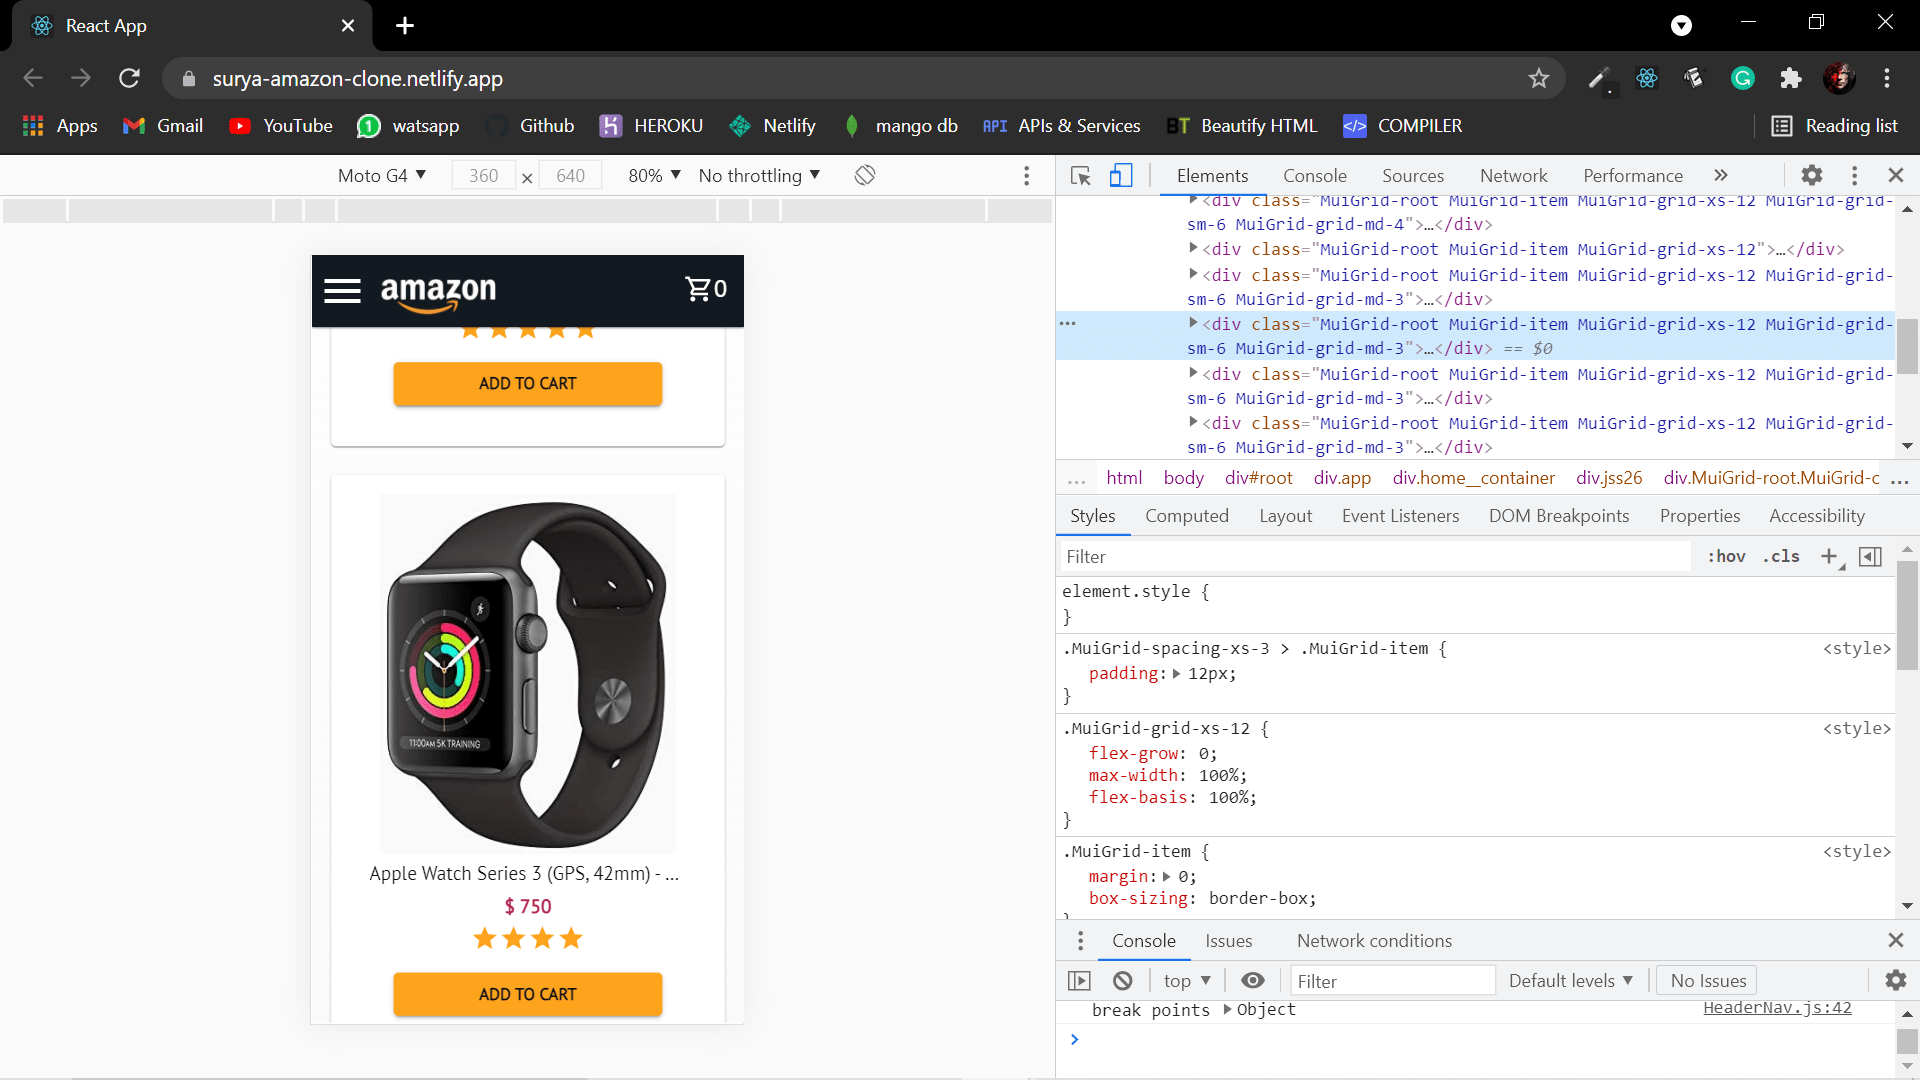 React App
surya-amazon-clone.netlify.app
Apps Gmail YouTube watsapp Github HEROKU Netlify mango db API APIs & Services BT Beautify HTML COMPILER Reading list
Moto G4 ▼ 360 × 640 80% ▼ No throttling ▼
Elements Console Sources Network Performance »
amazon 0
ADD TO CART
11:00AM 5K TRAINING
Apple Watch Series 3 (GPS, 42mm) - ...
$ 750
ADD TO CART
<div class="MuiGrid-root MuiGrid-item MuiGrid-grid-xs-12 MuiGrid-grid-
sm-6 MuiGrid-grid-md-4">…</div>
<div class="MuiGrid-root MuiGrid-item MuiGrid-grid-xs-12">…</div>
<div class="MuiGrid-root MuiGrid-item MuiGrid-grid-xs-12 MuiGrid-grid-
sm-6 MuiGrid-grid-md-3">…</div>
<div class="MuiGrid-root MuiGrid-item MuiGrid-grid-xs-12 MuiGrid-grid-
sm-6 MuiGrid-grid-md-3">…</div> == $0
<div class="MuiGrid-root MuiGrid-item MuiGrid-grid-xs-12 MuiGrid-grid-
sm-6 MuiGrid-grid-md-3">…</div>
<div class="MuiGrid-root MuiGrid-item MuiGrid-grid-xs-12 MuiGrid-grid-
sm-6 MuiGrid-grid-md-3">…</div>
... html body div#root div.app div.home__container div.jss26 div.MuiGrid-root.MuiGrid-c ...
Styles Computed Layout Event Listeners DOM Breakpoints Properties Accessibility
Filter :hov .cls +
element.style {
}
.MuiGrid-spacing-xs-3 > .MuiGrid-item { <style>
padding: 12px;
}
.MuiGrid-grid-xs-12 { <style>
flex-grow: 0;
max-width: 100%;
flex-basis: 100%;
}
.MuiGrid-item { <style>
margin: 0;
box-sizing: border-box;
}
Console Issues Network conditions
top ▼ Filter Default levels ▼ No Issues
break points Object HeaderNav.js:42